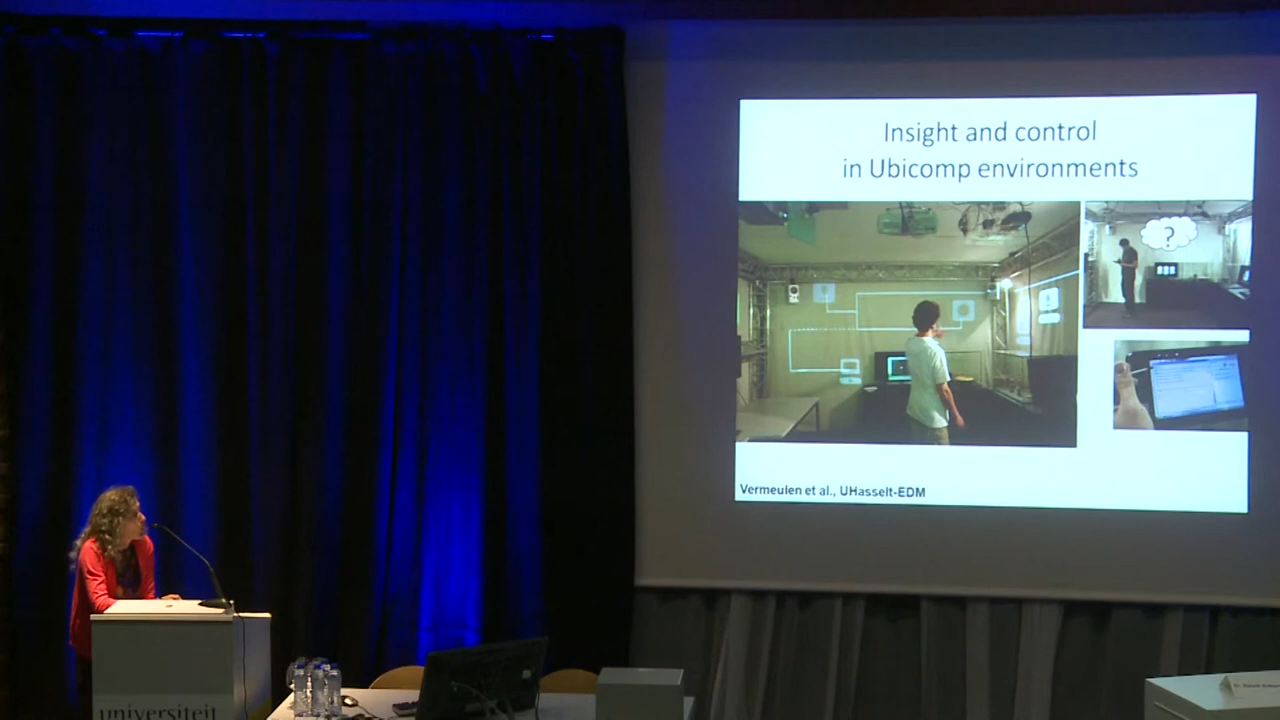 Insight and control
in Ubicomp environments
?
Vermeulen et al., UHasselt-EDM
universiteit